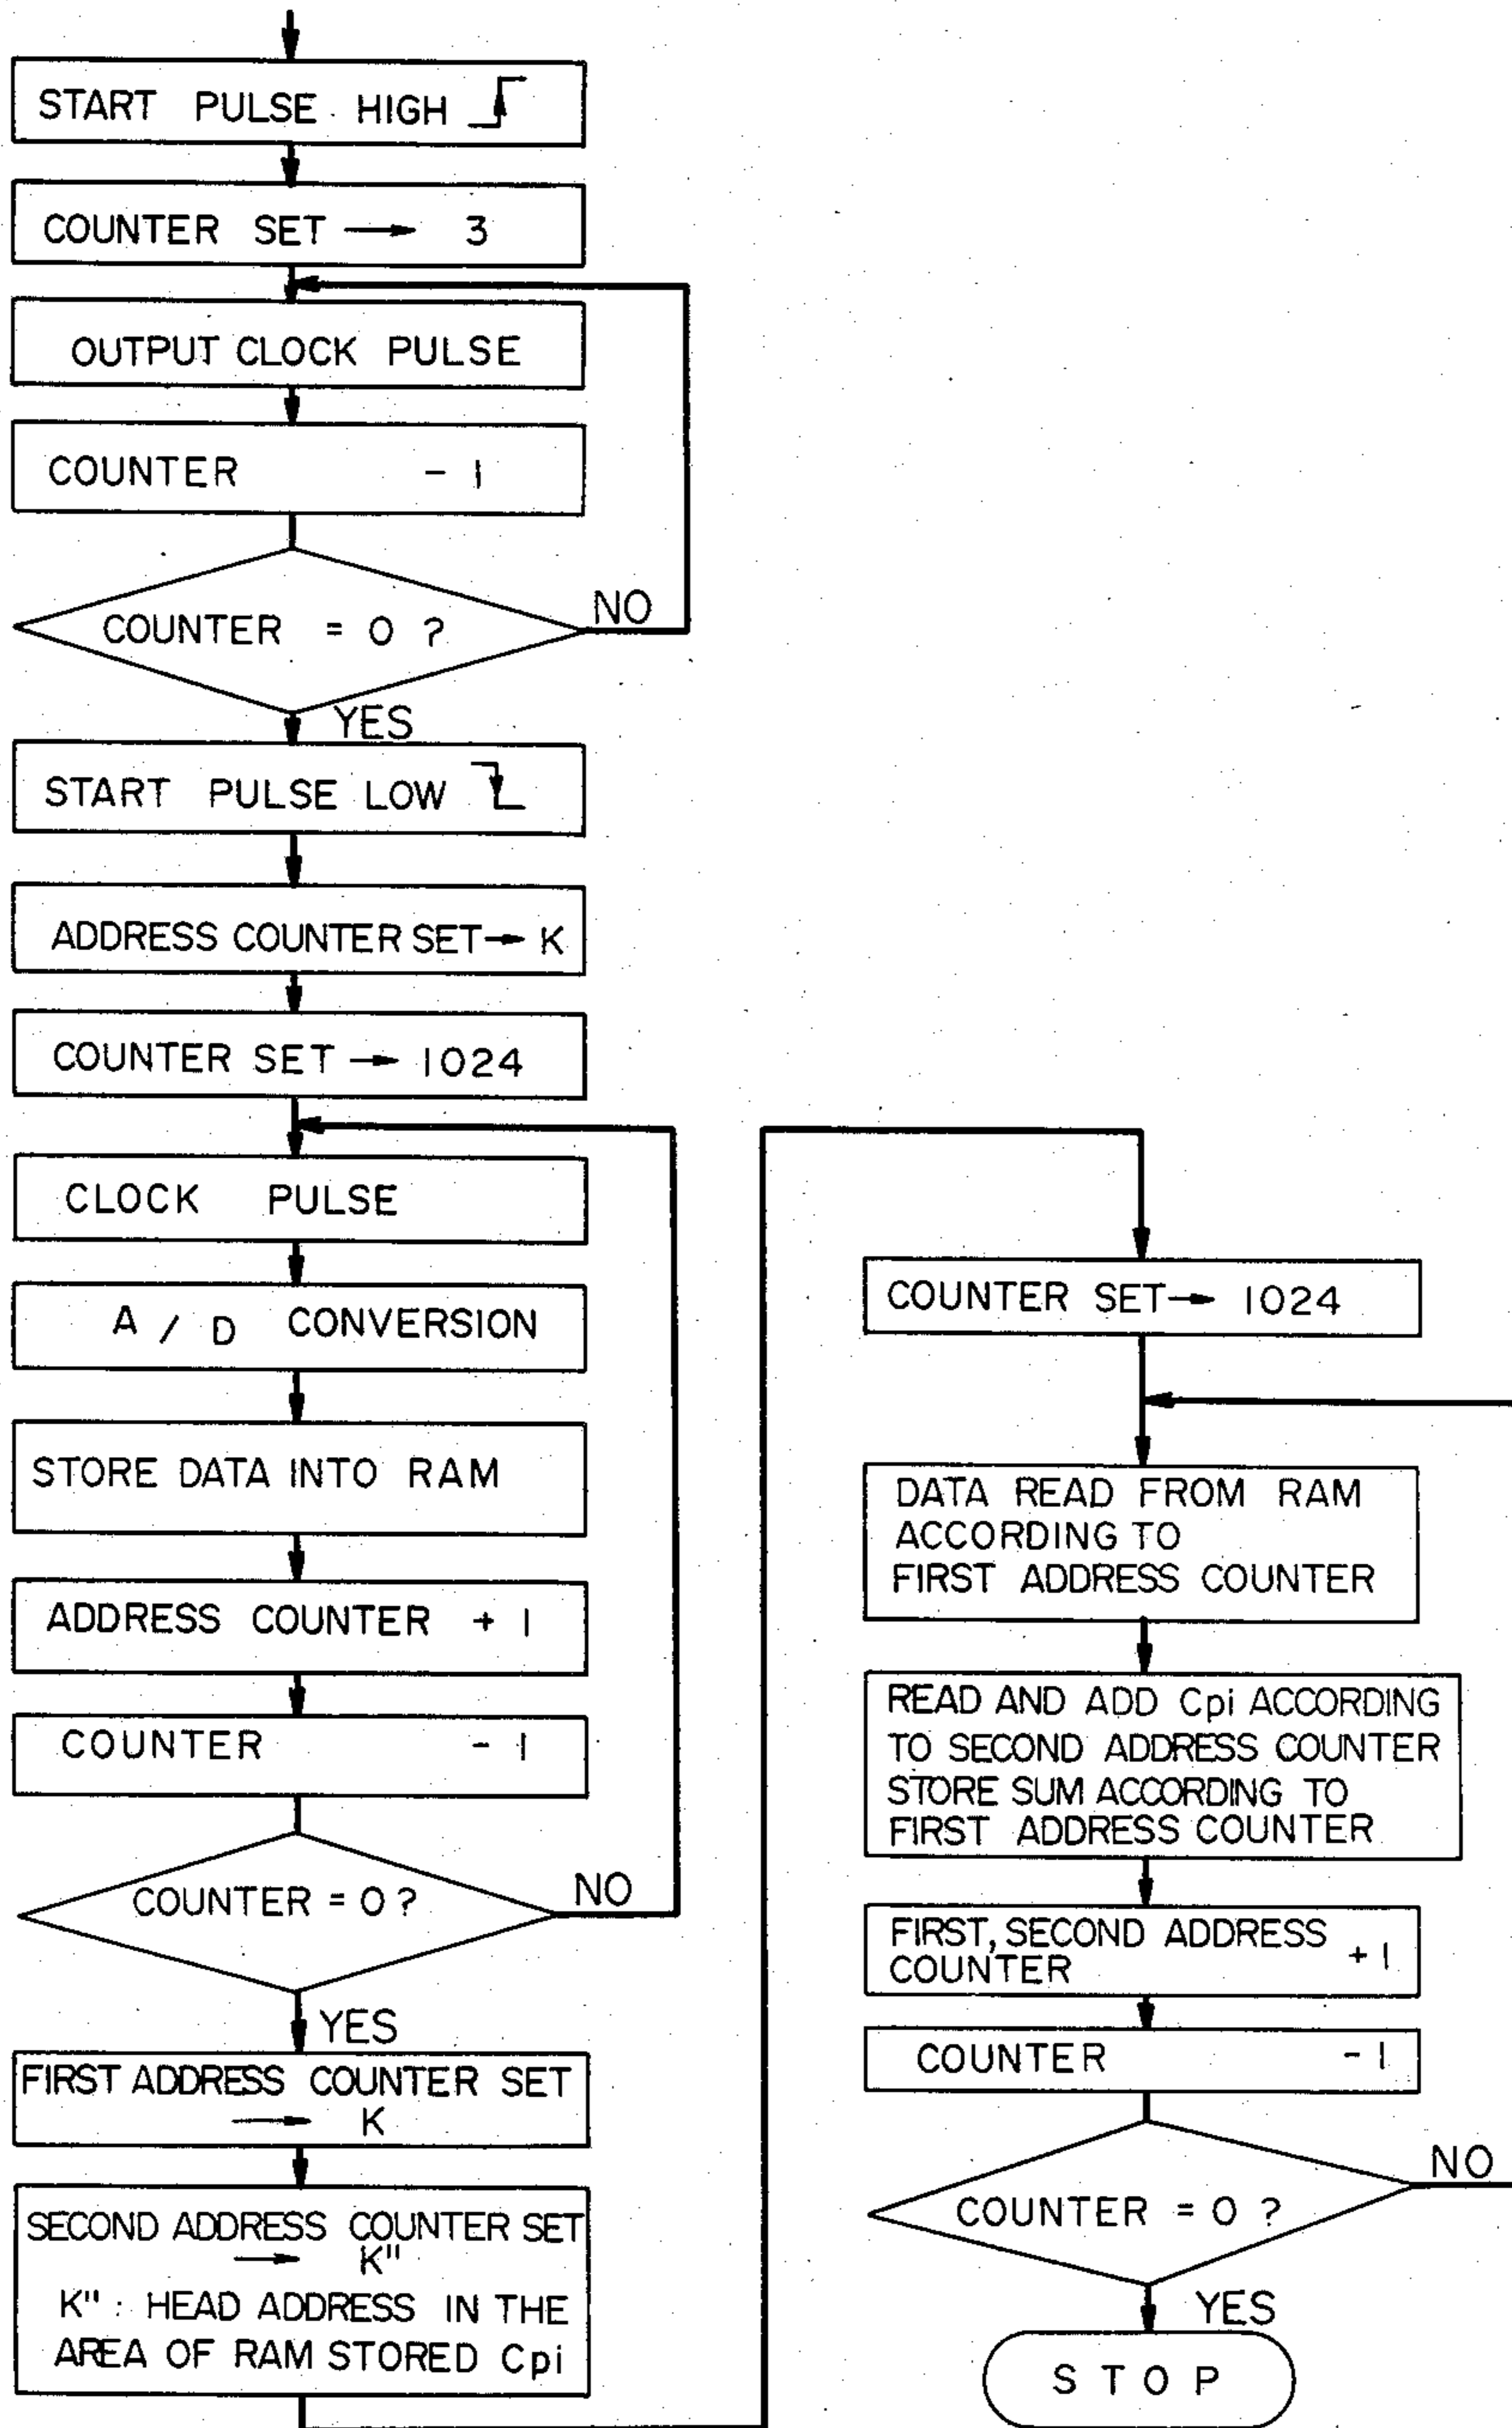 START PULSE HIGH
COUNTER SET → 3
OUTPUT CLOCK PULSE
COUNTER - 1
COUNTER = 0 ?
NO
YES
START PULSE LOW
ADDRESS COUNTER SET → K
COUNTER SET → 1024
CLOCK PULSE
A / D CONVERSION
STORE DATA INTO RAM
ADDRESS COUNTER + 1
COUNTER - 1
COUNTER = 0 ?
NO
YES
FIRST ADDRESS COUNTER SET
→ K
SECOND ADDRESS COUNTER SET
→ K"
K" : HEAD ADDRESS IN THE
AREA OF RAM STORED Cpi
COUNTER SET → 1024
DATA READ FROM RAM
ACCORDING TO
FIRST ADDRESS COUNTER
READ AND ADD Cpi ACCORDING
TO SECOND ADDRESS COUNTER
STORE SUM ACCORDING TO
FIRST ADDRESS COUNTER
FIRST, SECOND ADDRESS
COUNTER + 1
COUNTER - 1
COUNTER = 0 ?
NO
YES
STOP